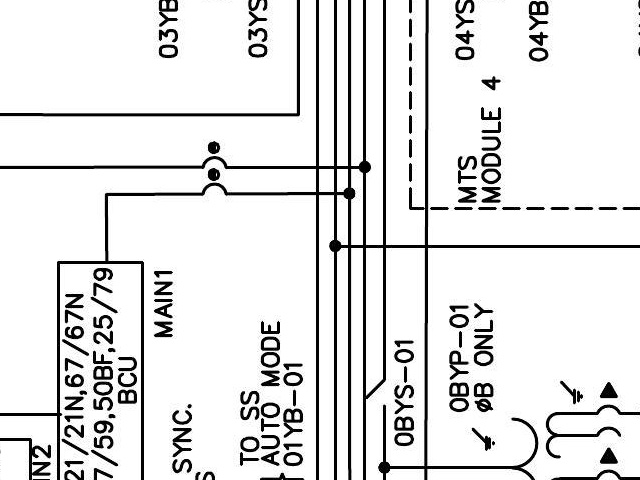 03YB
03YS
04YS
04YB
MTS
MODULE 4
MAIN1
21/21N,67/67N
7/59,50BF,25/79
BCU
IN2
SYNC.
TO SS
AUTO MODE
01YB-01
0BYS-01
0BYP-01
øB ONLY